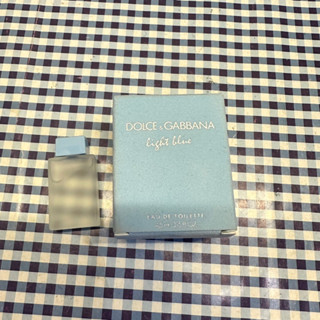 DOLCE & GABBANA
light blue
EAU DE TOILETTE